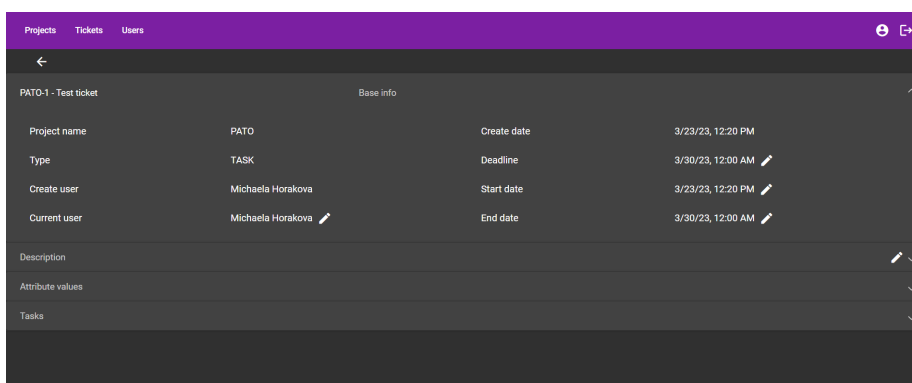 Projects Tickets Users
PATO-1 - Test ticket Base info
Project name PATO Create date 3/23/23, 12:20 PM
Type TASK Deadline 3/30/23, 12:00 AM
Create user Michaela Horakova Start date 3/23/23, 12:20 PM
Current user Michaela Horakova End date 3/30/23, 12:00 AM
Description
Attribute values
Tasks